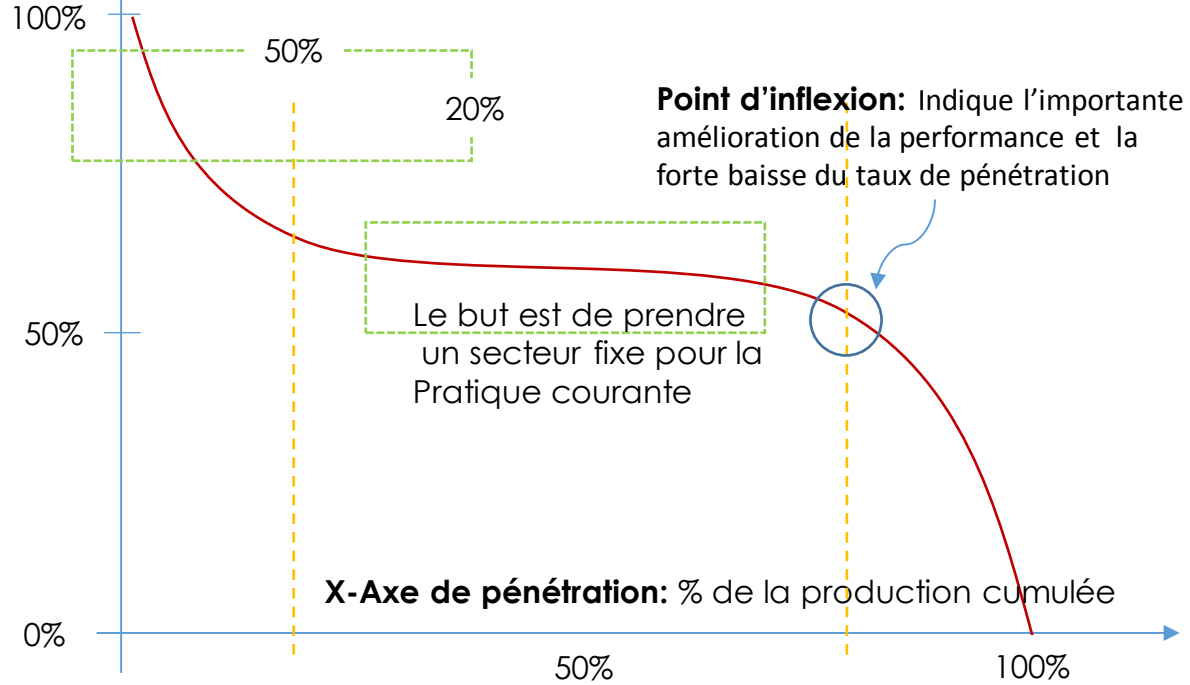 100%
50%
20%
Point d’inflexion: Indique l’importante
amélioration de la performance et la
forte baisse du taux de pénétration
50%
Le but est de prendre
un secteur fixe pour la
Pratique courante
X-Axe de pénétration: % de la production cumulée
0%
50%
100%